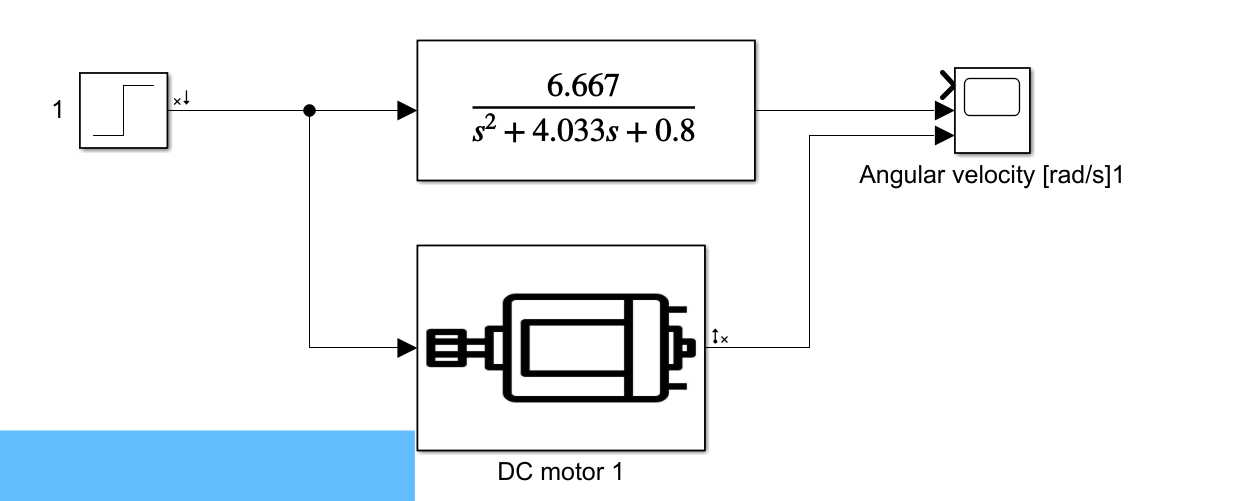 1
6.667
s² + 4.033s + 0.8
Angular velocity [rad/s]1
DC motor 1